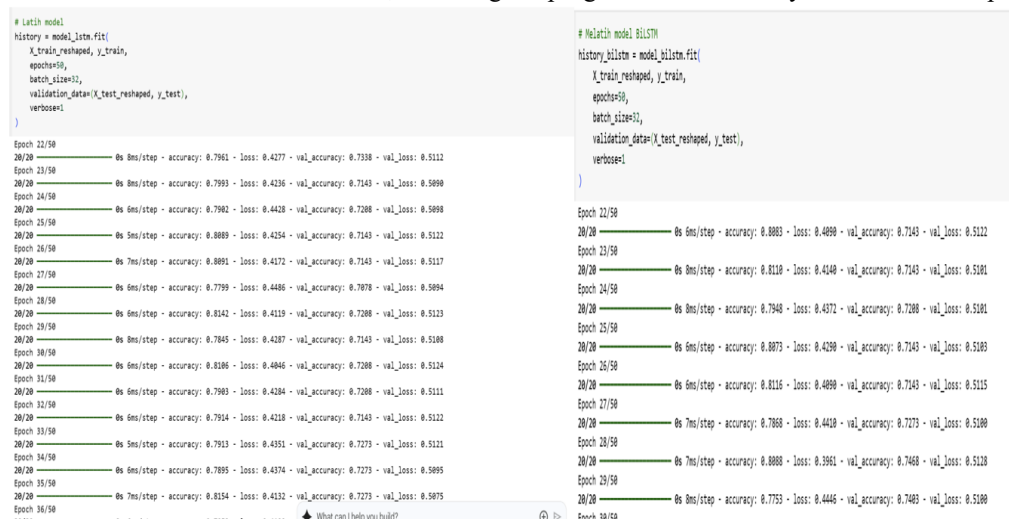 # Latih model
history = model_lstm.fit(
X_train_reshaped, y_train,
epochs=50,
batch_size=32,
validation_data=(X_test_reshaped, y_test),
verbose=1
)
Epoch 22/50
20/20 0s 8ms/step - accuracy: 0.7961 - loss: 0.4277 - val_accuracy: 0.7338 - val_loss: 0.5112
Epoch 23/50
20/20 0s 8ms/step - accuracy: 0.7993 - loss: 0.4236 - val_accuracy: 0.7143 - val_loss: 0.5090
Epoch 24/50
20/20 0s 6ms/step - accuracy: 0.7902 - loss: 0.4428 - val_accuracy: 0.7208 - val_loss: 0.5098
Epoch 25/50
20/20 0s 5ms/step - accuracy: 0.8089 - loss: 0.4254 - val_accuracy: 0.7143 - val_loss: 0.5122
Epoch 26/50
20/20 0s 7ms/step - accuracy: 0.8091 - loss: 0.4172 - val_accuracy: 0.7143 - val_loss: 0.5117
Epoch 27/50
20/20 0s 6ms/step - accuracy: 0.7799 - loss: 0.4486 - val_accuracy: 0.7078 - val_loss: 0.5094
Epoch 28/50
20/20 0s 6ms/step - accuracy: 0.8142 - loss: 0.4119 - val_accuracy: 0.7208 - val_loss: 0.5123
Epoch 29/50
20/20 0s 8ms/step - accuracy: 0.7845 - loss: 0.4287 - val_accuracy: 0.7143 - val_loss: 0.5108
Epoch 30/50
20/20 0s 6ms/step - accuracy: 0.8106 - loss: 0.4046 - val_accuracy: 0.7208 - val_loss: 0.5124
Epoch 31/50
20/20 0s 6ms/step - accuracy: 0.7903 - loss: 0.4284 - val_accuracy: 0.7208 - val_loss: 0.5111
Epoch 32/50
20/20 0s 6ms/step - accuracy: 0.7914 - loss: 0.4218 - val_accuracy: 0.7143 - val_loss: 0.5122
Epoch 33/50
20/20 0s 5ms/step - accuracy: 0.7913 - loss: 0.4351 - val_accuracy: 0.7273 - val_loss: 0.5121
Epoch 34/50
20/20 0s 6ms/step - accuracy: 0.7895 - loss: 0.4374 - val_accuracy: 0.7273 - val_loss: 0.5095
Epoch 35/50
20/20 0s 7ms/step - accuracy: 0.8154 - loss: 0.4132 - val_accuracy: 0.7273 - val_loss: 0.5075
Epoch 36/50
What can I help you build?
# Melatih model BiLSTM
history_bilstm = model_bilstm.fit(
X_train_reshaped, y_train,
epochs=50,
batch_size=32,
validation_data=(X_test_reshaped, y_test),
verbose=1
)
Epoch 22/50
20/20 0s 6ms/step - accuracy: 0.8083 - loss: 0.4090 - val_accuracy: 0.7143 - val_loss: 0.5122
Epoch 23/50
20/20 0s 8ms/step - accuracy: 0.8110 - loss: 0.4140 - val_accuracy: 0.7143 - val_loss: 0.5101
Epoch 24/50
20/20 0s 8ms/step - accuracy: 0.7948 - loss: 0.4372 - val_accuracy: 0.7208 - val_loss: 0.5101
Epoch 25/50
20/20 0s 6ms/step - accuracy: 0.8073 - loss: 0.4290 - val_accuracy: 0.7143 - val_loss: 0.5103
Epoch 26/50
20/20 0s 6ms/step - accuracy: 0.8116 - loss: 0.4090 - val_accuracy: 0.7143 - val_loss: 0.5115
Epoch 27/50
20/20 0s 7ms/step - accuracy: 0.7868 - loss: 0.4410 - val_accuracy: 0.7273 - val_loss: 0.5100
Epoch 28/50
20/20 0s 7ms/step - accuracy: 0.8088 - loss: 0.3961 - val_accuracy: 0.7468 - val_loss: 0.5128
Epoch 29/50
20/20 0s 8ms/step - accuracy: 0.7753 - loss: 0.4446 - val_accuracy: 0.7403 - val_loss: 0.5100
Epoch 30/50